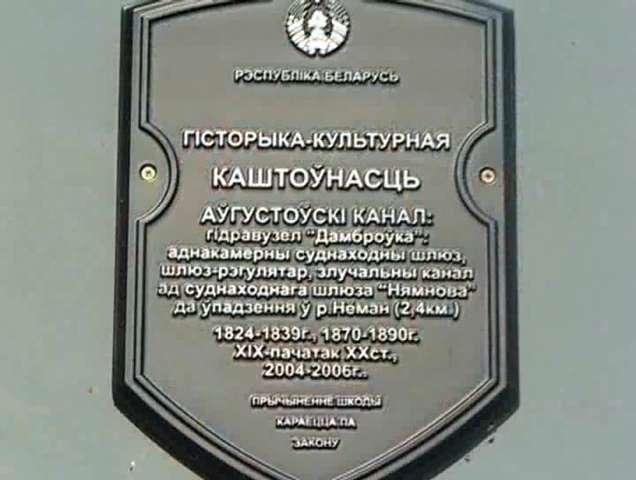 РЭСПУБЛІКА БЕЛАРУСЬ
ГІСТОРЫКА-КУЛЬТУРНАЯ
КАШТОЎНАСЦЬ
АЎГУСТОЎСКІ КАНАЛ:
гідравузел "Дамброўка":
аднакамерны суднаходны шлюз,
шлюз-рэгулятар, злучальны канал
ад суднаходнага шлюза "Нямнова"
да ўпадзення ў р.Нёман (2,4км.)
1824-1839г., 1870-1890г.
XIX-пачатак XXст.,
2004-2006г..
ПРЫЧЫНЕННЕ ШКОДЫ
КАРАЕЦЦА ПА
ЗАКОНУ